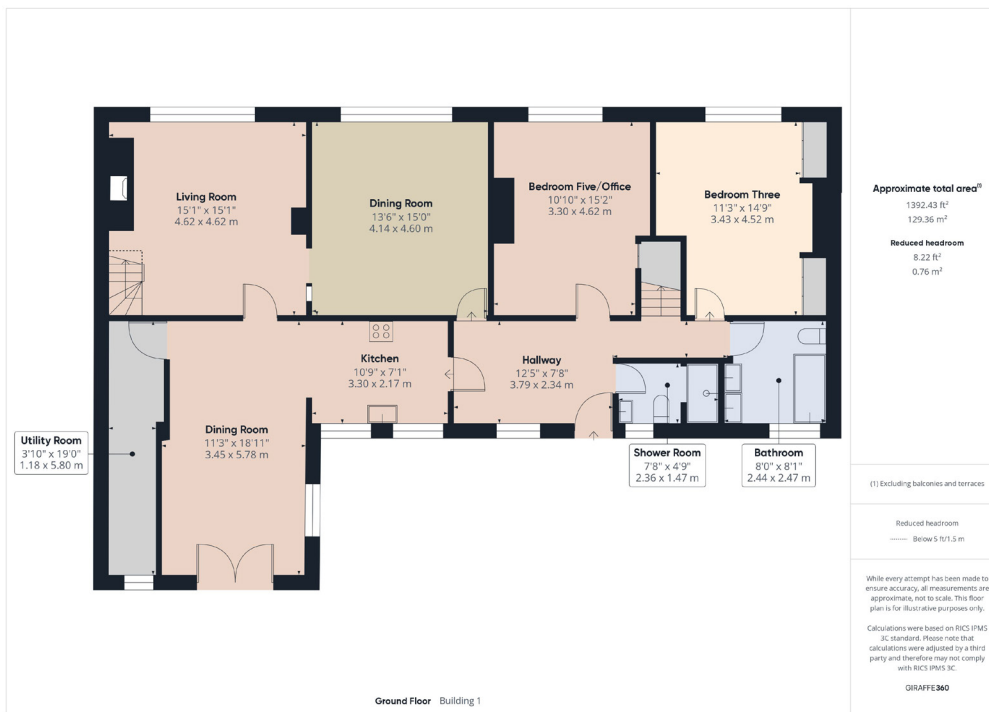 Living Room
15'1" x 15'1"
4.62 x 4.62 m
Dining Room
13'6" x 15'0"
4.14 x 4.60 m
Bedroom Five/Office
10'10" x 15'2"
3.30 x 4.62 m
Bedroom Three
11'3" x 14'9"
3.43 x 4.52 m
Kitchen
10'9" x 7'1"
3.30 x 2.17 m
Hallway
12'5" x 7'8"
3.79 x 2.34 m
Dining Room
11'3" x 18'11"
3.45 x 5.78 m
Utility Room
3'10" x 19'0"
1.18 x 5.80 m
Shower Room
7'8" x 4'9"
2.36 x 1.47 m
Bathroom
8'0" x 8'1"
2.44 x 2.47 m
Ground Floor Building 1
Approximate total area(1)
1392.43 ft²
129.36 m²
Reduced headroom
8.22 ft²
0.76 m²
(1) Excluding balconies and terraces
Reduced headroom
Below 5 ft/1.5 m
While every attempt has been made to
ensure accuracy, all measurements are
approximate, not to scale. This floor
plan is for illustrative purposes only.
Calculations were based on RICS IPMS
3C standard. Please note that
calculations were adjusted by a third
party and therefore may not comply
with RICS IPMS 3C.
GIRAFFE360